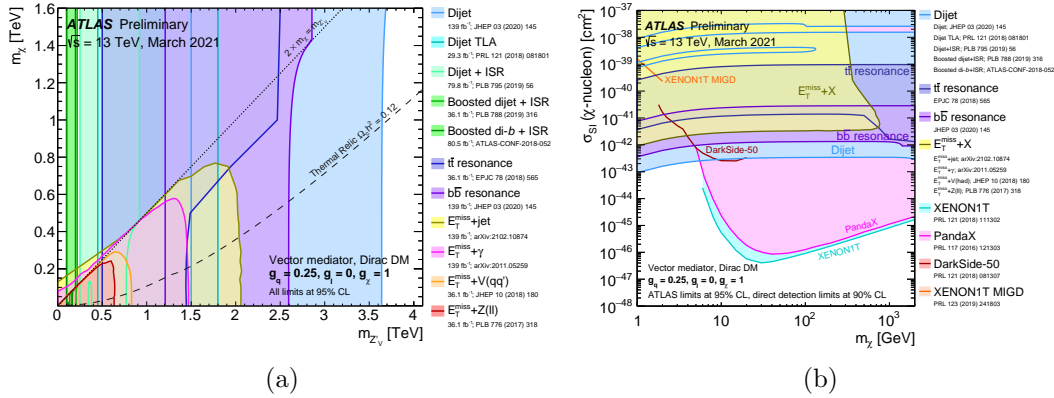 ATLAS Preliminary
√s = 13 TeV, March 2021
m_χ [TeV]
1.6
1.4
1.2
1.0
0.8
0.6
0.4
0.2
0.0
0 0.5 1 1.5 2 2.5 3 3.5 4
m_Z'_V [TeV]
2 × m_χ = m_Z'
Thermal Relic Ω_c h² = 0.12
Vector mediator, Dirac DM
g_q = 0.25, g_l = 0, g_χ = 1
All limits at 95% CL
Dijet
139 fb⁻¹; JHEP 03 (2020) 145
Dijet TLA
29.3 fb⁻¹; PRL 121 (2018) 081801
Dijet + ISR
79.8 fb⁻¹; PLB 795 (2019) 56
Boosted dijet + ISR
36.1 fb⁻¹; PLB 788 (2019) 316
Boosted di-b + ISR
80.5 fb⁻¹; ATLAS-CONF-2018-052
tt̄ resonance
36.1 fb⁻¹; EPJC 78 (2018) 565
bb̄ resonance
139 fb⁻¹; JHEP 03 (2020) 145
E_T^miss+jet
139 fb⁻¹; arXiv:2102.10874
E_T^miss+γ
139 fb⁻¹; arXiv:2011.05259
E_T^miss+V(qq')
36.1 fb⁻¹; JHEP 10 (2018) 180
E_T^miss+Z(ll)
36.1 fb⁻¹; PLB 776 (2017) 318
(a)
σ_SI (χ-nucleon) [cm²]
10⁻³⁷
10⁻³⁸
10⁻³⁹
10⁻⁴⁰
10⁻⁴¹
10⁻⁴²
10⁻⁴³
10⁻⁴⁴
10⁻⁴⁵
10⁻⁴⁶
10⁻⁴⁷
10⁻⁴⁸
ATLAS Preliminary
√s = 13 TeV, March 2021
XENON1T MIGD
tt̄ resonance
E_T^miss+X
bb̄ resonance
DarkSide-50
Dijet
PandaX
XENON1T
Vector mediator, Dirac DM
g_q = 0.25, g_l = 0, g_χ = 1
ATLAS limits at 95% CL, direct detection limits at 90% CL
1 10 10² 10³
m_χ [GeV]
Dijet
Dijet; JHEP 03 (2020) 145
Dijet TLA; PRL 121 (2018) 081801
Dijet+ISR; PLB 795 (2019) 56
Boosted dijet+ISR; PLB 788 (2019) 316
Boosted di-b+ISR; ATLAS-CONF-2018-052
tt̄ resonance
EPJC 78 (2018) 565
bb̄ resonance
JHEP 03 (2020) 145
E_T^miss+X
E_T^miss+jet; arXiv:2102.10874
E_T^miss+γ; arXiv:2011.05259
E_T^miss+V(had); JHEP 10 (2018) 180
E_T^miss+Z(ll); PLB 776 (2017) 318
XENON1T
PRL 121 (2018) 111302
PandaX
PRL 117 (2016) 121303
DarkSide-50
PRL 121 (2018) 081307
XENON1T MIGD
PRL 123 (2019) 241803
(b)